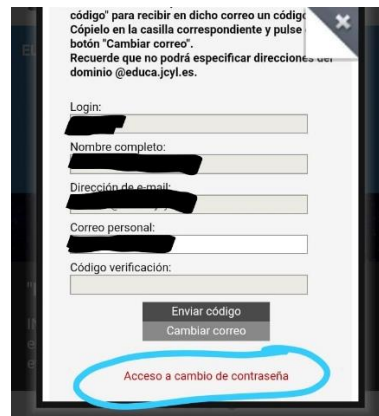 código" para recibir en dicho correo un código
Cópielo en la casilla correspondiente y pulse
botón "Cambiar correo".
Recuerde que no podrá especificar direcciones del
dominio @educa.jcyl.es.
Login:
Nombre completo:
Dirección de e-mail:
Correo personal:
Código verificación:
Enviar código
Cambiar correo
Acceso a cambio de contraseña